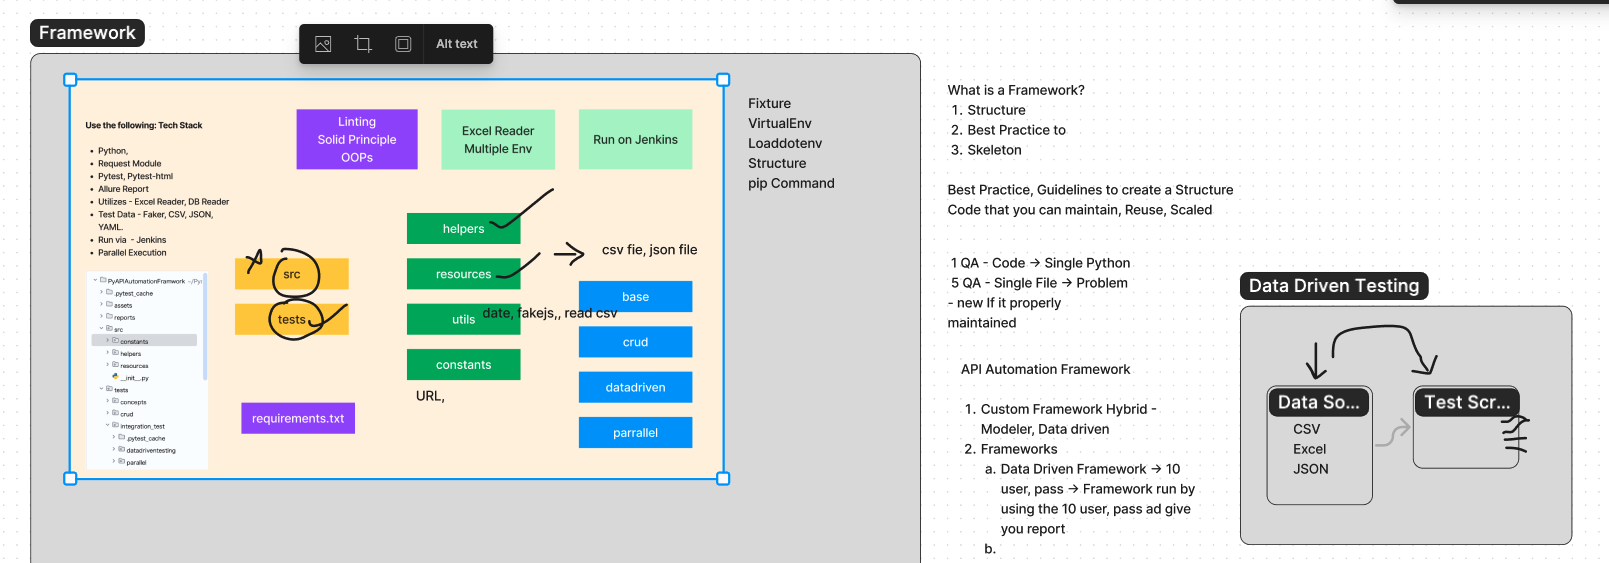 Framework
Alt text
Use the following: Tech Stack
• Python,
• Request Module
• Pytest, Pytest-html
• Allure Report
• Utilizes - Excel Reader, DB Reader
• Test Data - Faker, CSV, JSON,
YAML.
• Run via - Jenkins
• Parallel Execution
PyAPIAutomationFramwork ~/Py
.pytest_cache
assets
reports
src
constants
helpers
resources
__init__.py
tests
concepts
crud
integration_test
.pytest_cache
datadriventesting
parallel
Linting
Solid Principle
OOPs
Excel Reader
Multiple Env
Run on Jenkins
src
tests
requirements.txt
helpers
resources
utils
constants
URL,
csv fie, json file
date, fakejs,, read csv
base
crud
datadriven
parrallel
Fixture
VirtualEnv
Loaddotenv
Structure
pip Command
What is a Framework?
1. Structure
2. Best Practice to
3. Skeleton
Best Practice, Guidelines to create a Structure
Code that you can maintain, Reuse, Scaled
1 QA - Code → Single Python
5 QA - Single File → Problem
- new If it properly
maintained
API Automation Framework
1. Custom Framework Hybrid -
Modeler, Data driven
2. Frameworks
a. Data Driven Framework → 10
user, pass → Framework run by
using the 10 user, pass ad give
you report
b.
Data Driven Testing
Data So...
CSV
Excel
JSON
Test Scr...